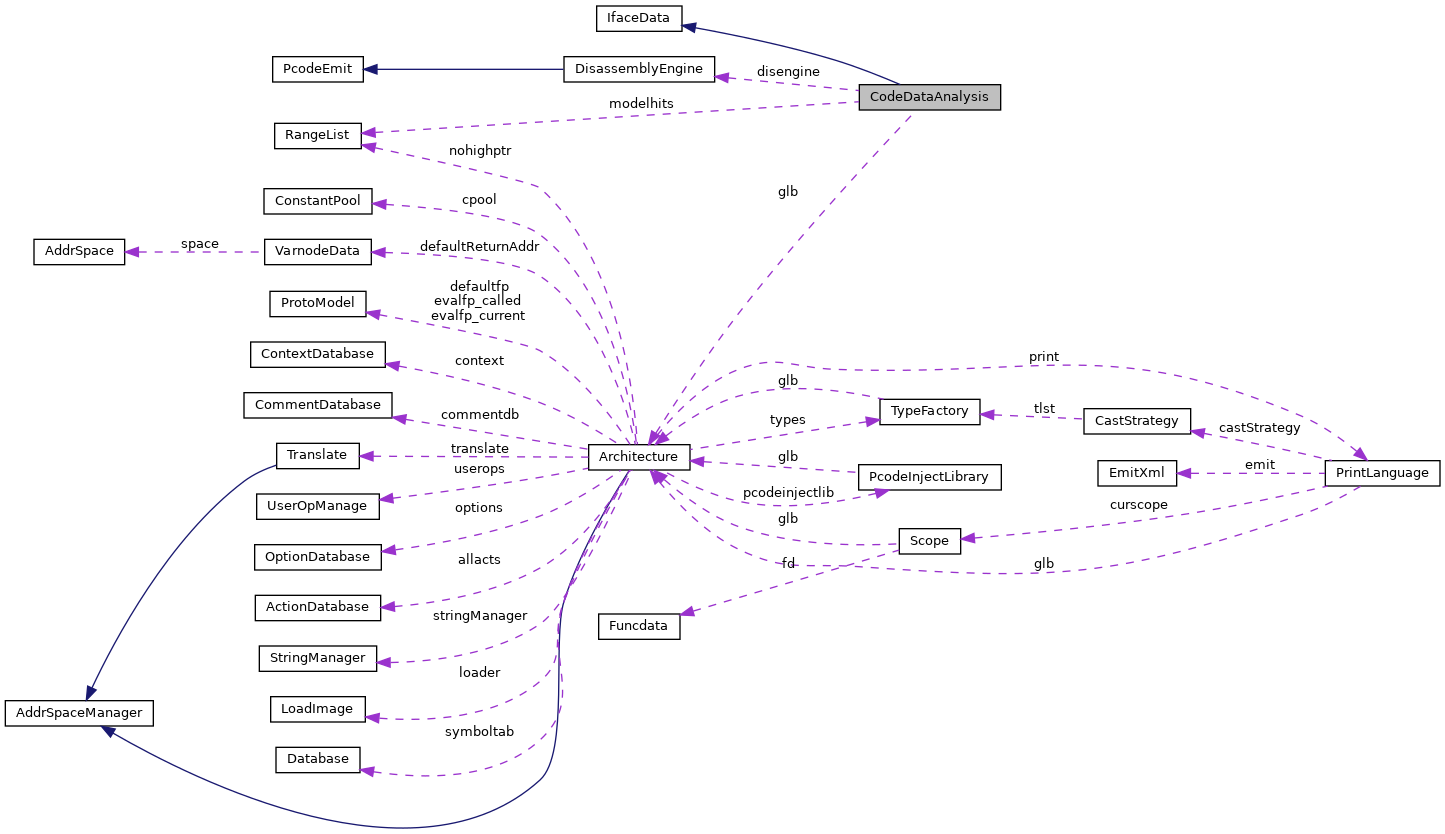 IfaceData
PcodeEmit
DisassemblyEngine
disengine
CodeDataAnalysis
modelhits
RangeList
nohighptr
glb
ConstantPool
cpool
AddrSpace
space
VarnodeData
defaultReturnAddr
ProtoModel
defaultfp
evalfp_called
evalfp_current
ContextDatabase
context
print
glb
CommentDatabase
commentdb
types
TypeFactory
tlst
CastStrategy
castStrategy
Translate
translate
Architecture
glb
userops
PcodeInjectLibrary
EmitXml
emit
PrintLanguage
UserOpManage
options
pcodeinjectlib
curscope
glb
OptionDatabase
allacts
Scope
fd
glb
ActionDatabase
stringManager
Funcdata
StringManager
loader
AddrSpaceManager
LoadImage
symboltab
Database